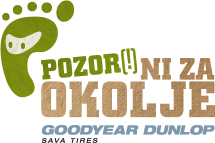 POZOR(!) NI ZA
OKOLJE
GOODYEAR DUNLOP
SAVA TIRES